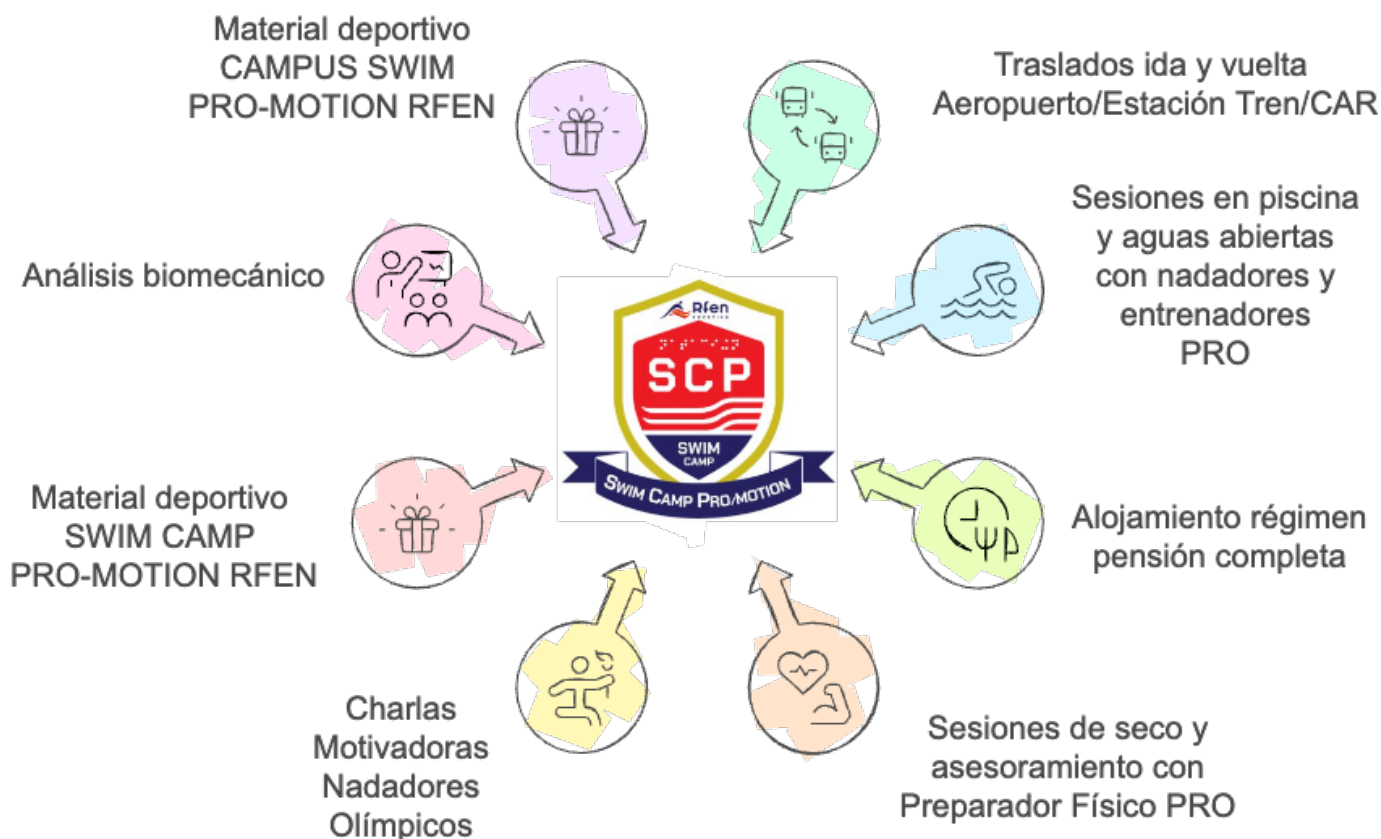 Material deportivo
CAMPUS SWIM
PRO-MOTION RFEN
Traslados ida y vuelta
Aeropuerto/Estación Tren/CAR
Análisis biomecánico
Sesiones en piscina
y aguas abiertas
con nadadores y
entrenadores
PRO
Rfen
SCP
SWIM
CAMP
SWIM CAMP PRO/MOTION
Material deportivo
SWIM CAMP
PRO-MOTION RFEN
Alojamiento régimen
pensión completa
Charlas
Motivadoras
Nadadores
Olímpicos
Sesiones de seco y
asesoramiento con
Preparador Físico PRO